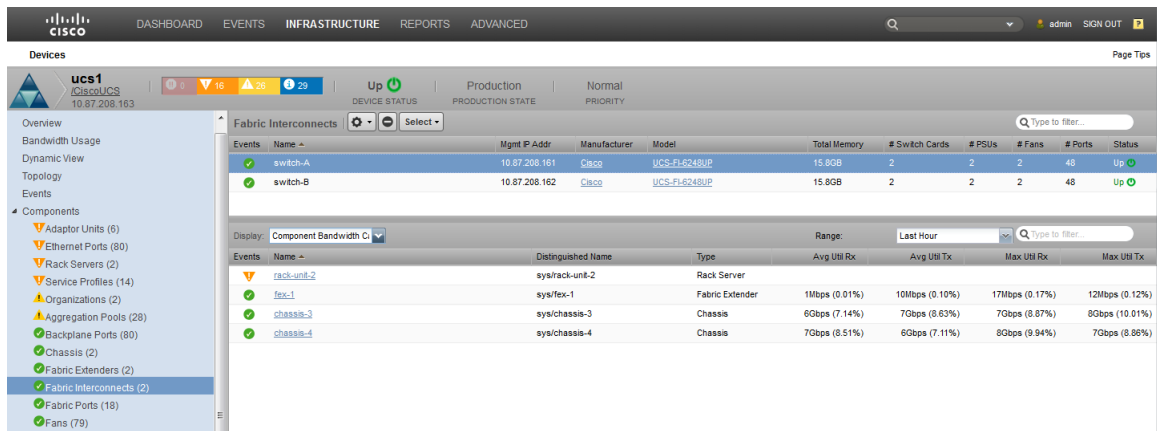 CISCO DASHBOARD EVENTS INFRASTRUCTURE REPORTS ADVANCED admin SIGN OUT ?
Devices Page Tips
ucs1
/CiscoUCS
10.87.208.163
0 16 26 29
Up
DEVICE STATUS
Production
PRODUCTION STATE
Normal
PRIORITY
Overview
Bandwidth Usage
Dynamic View
Topology
Events
Components
Adaptor Units (6)
Ethernet Ports (80)
Rack Servers (2)
Service Profiles (14)
Organizations (2)
Aggregation Pools (28)
Backplane Ports (80)
Chassis (2)
Fabric Extenders (2)
Fabric Interconnects (2)
Fabric Ports (18)
Fans (79)
Fabric Interconnects Select Type to filter...
Events Name Mgmt IP Addr Manufacturer Model Total Memory # Switch Cards # PSUs # Fans # Ports Status
switch-A 10.87.208.161 Cisco UCS-FI-6248UP 15.8GB 2 2 2 48 Up
switch-B 10.87.208.162 Cisco UCS-FI-6248UP 15.8GB 2 2 2 48 Up
Display: Component Bandwidth Ca Range: Last Hour Type to filter...
Events Name Distinguished Name Type Avg Util Rx Avg Util Tx Max Util Rx Max Util Tx
rack-unit-2 sys/rack-unit-2 Rack Server
fex-1 sys/fex-1 Fabric Extender 1Mbps (0.01%) 10Mbps (0.10%) 17Mbps (0.17%) 12Mbps (0.12%)
chassis-3 sys/chassis-3 Chassis 6Gbps (7.14%) 7Gbps (8.63%) 7Gbps (8.87%) 8Gbps (10.01%)
chassis-4 sys/chassis-4 Chassis 7Gbps (8.51%) 6Gbps (7.11%) 8Gbps (9.94%) 7Gbps (8.86%)